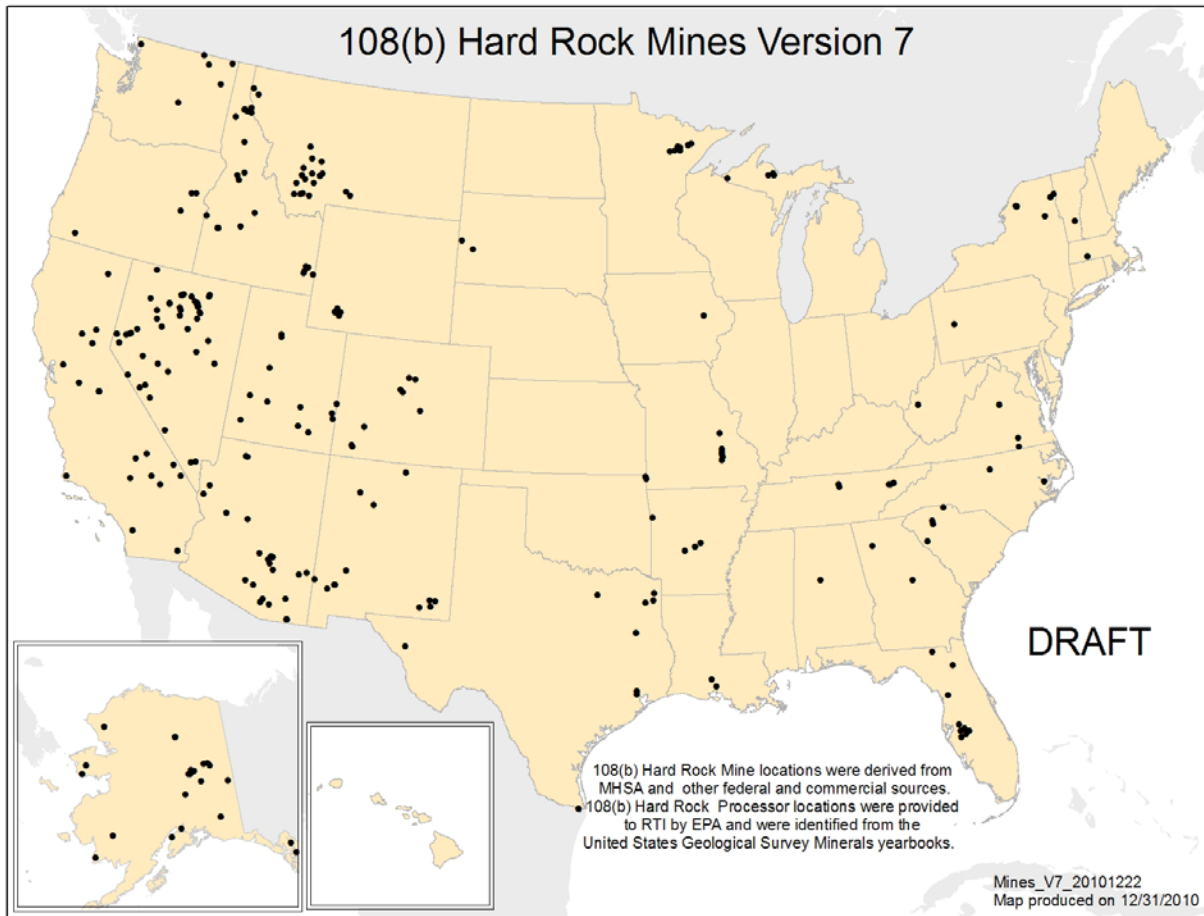 108(b) Hard Rock Mines Version 7
DRAFT
108(b) Hard Rock Mine locations were derived from
MHSA and other federal and commercial sources.
108(b) Hard Rock Processor locations were provided
to RTI by EPA and were identified from the
United States Geological Survey Minerals yearbooks.
Mines_V7_20101222
Map produced on 12/31/2010